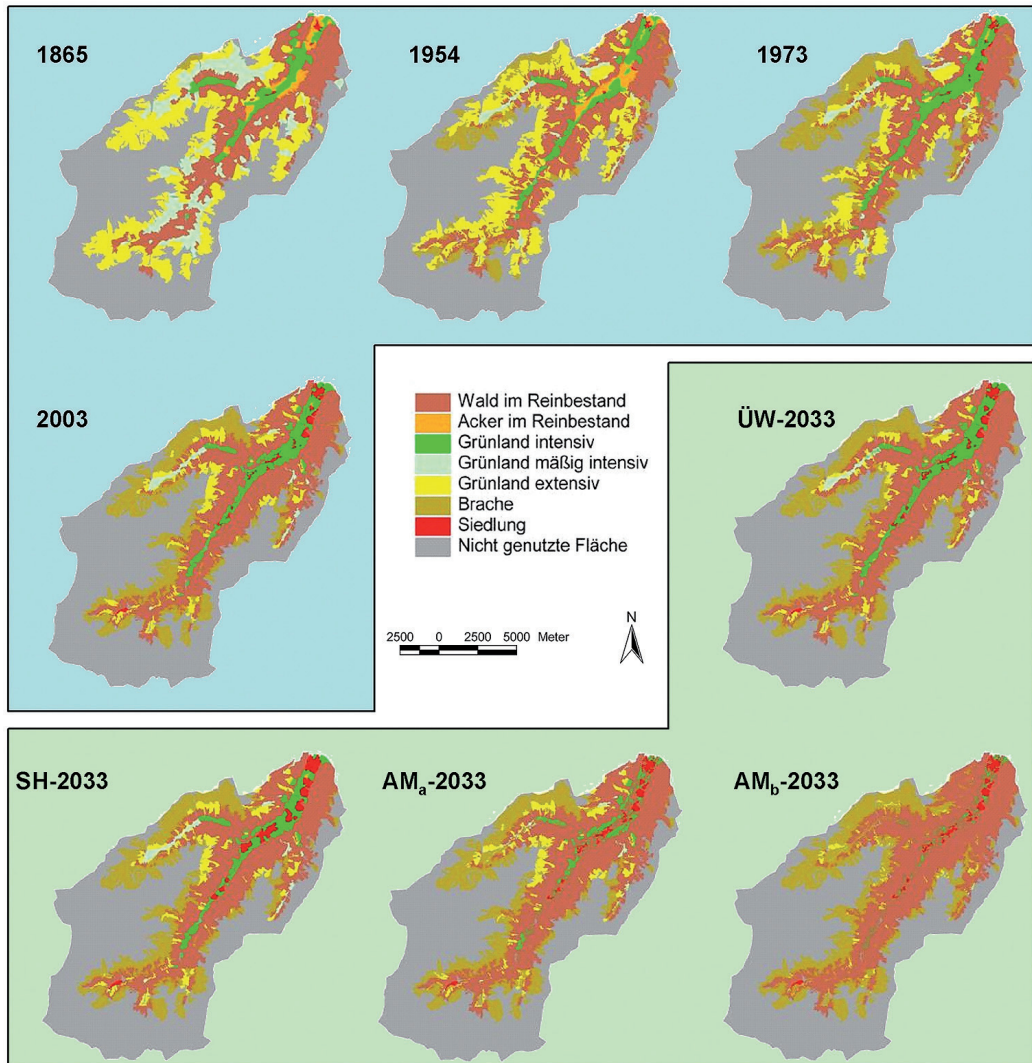 1865
1954
1973
2003
Wald im Reinbestand
Acker im Reinbestand
Grünland intensiv
Grünland mäßig intensiv
Grünland extensiv
Brache
Siedlung
Nicht genutzte Fläche
2500 0 2500 5000 Meter
N
ÜW-2033
SH-2033
AMa-2033
AMb-2033